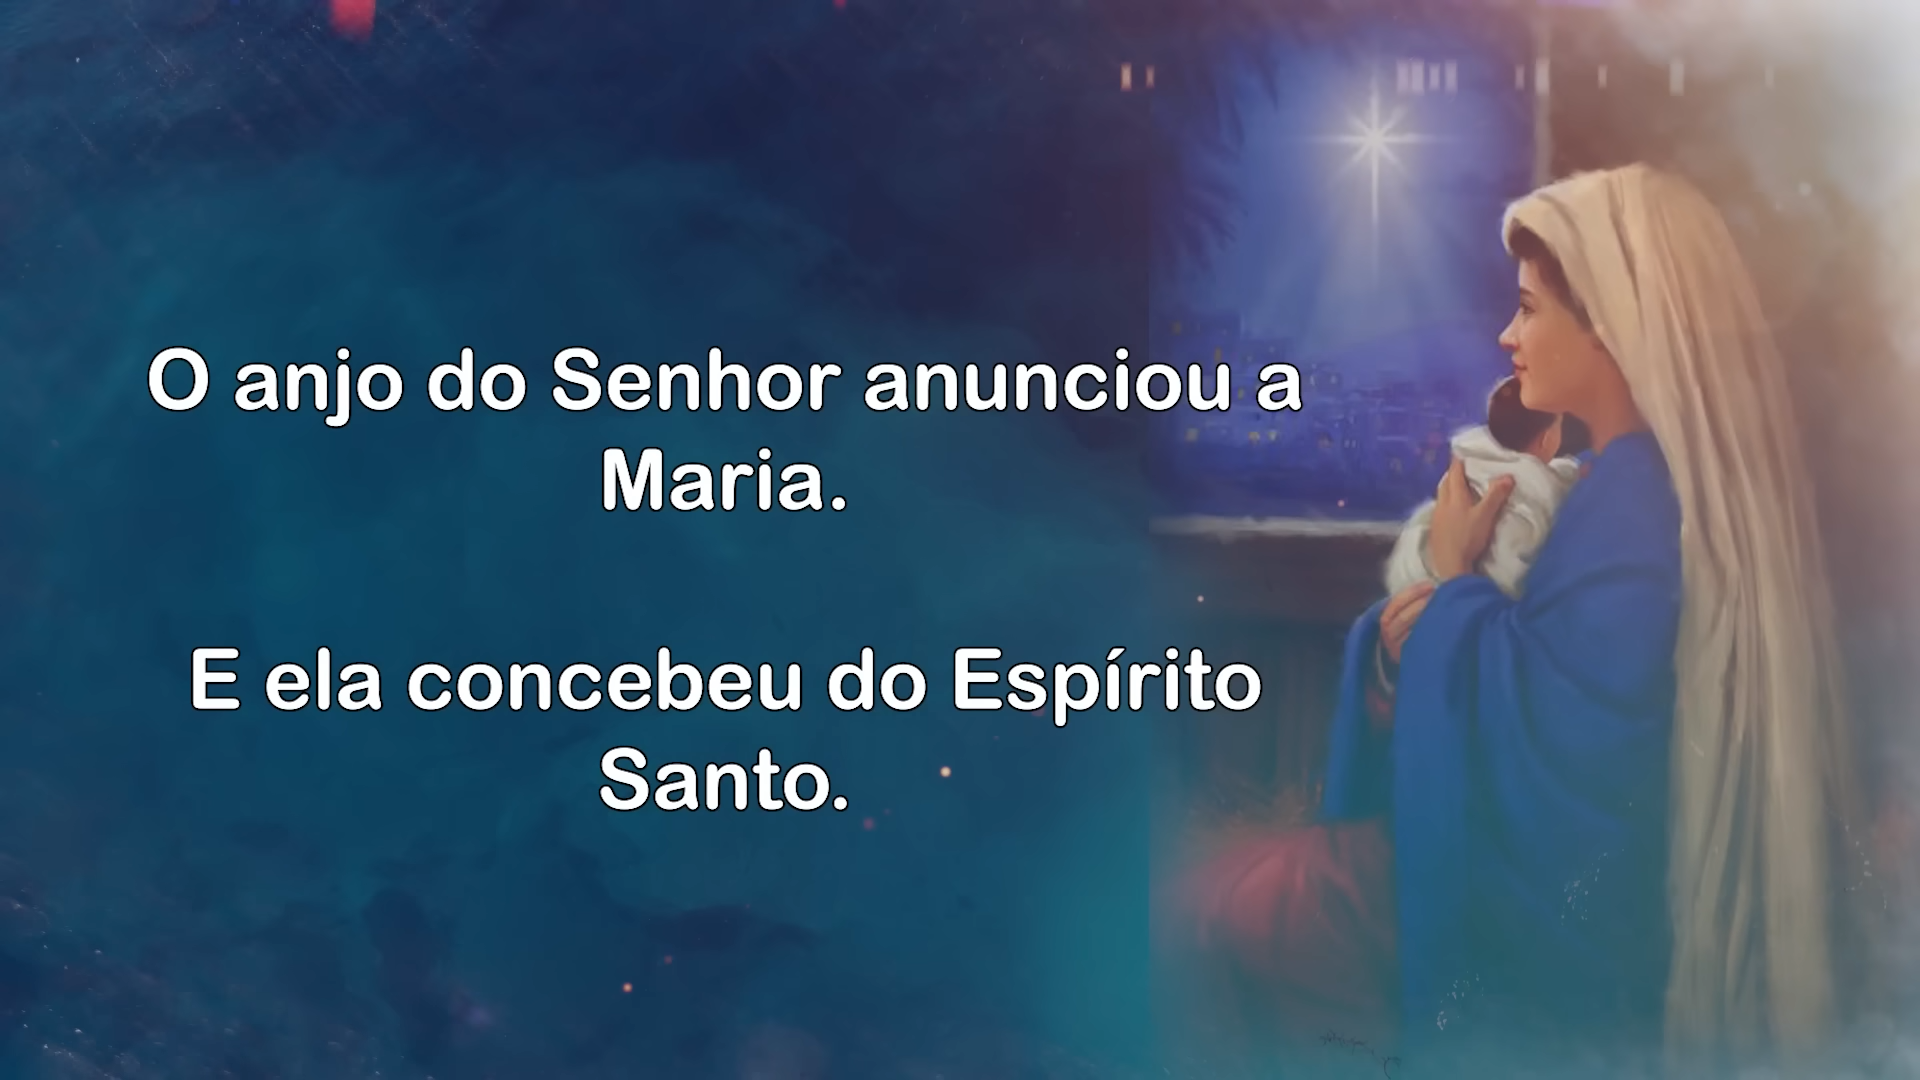 O anjo do Senhor anunciou a
Maria.
E ela concebeu do Espírito
Santo.